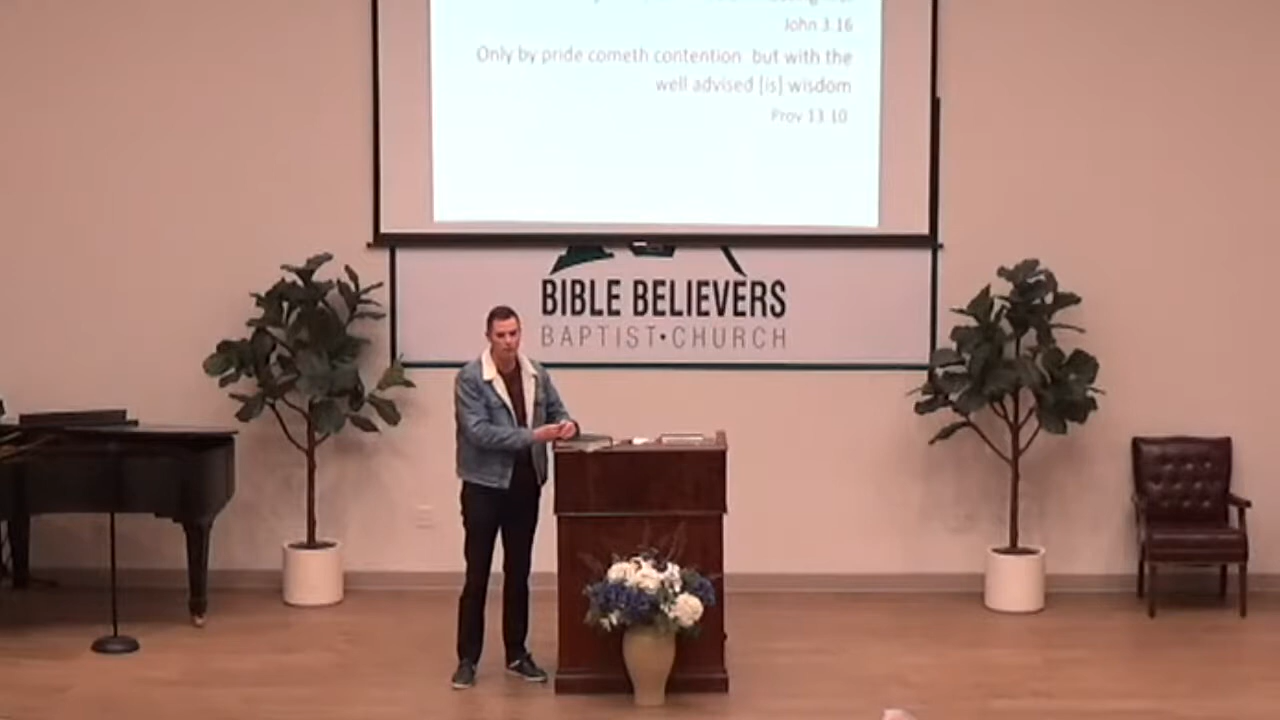 John 3:16
Only by pride cometh contention but with the
well advised [is] wisdom
Prov 13:10
BIBLE BELIEVERS
BAPTIST•CHURCH